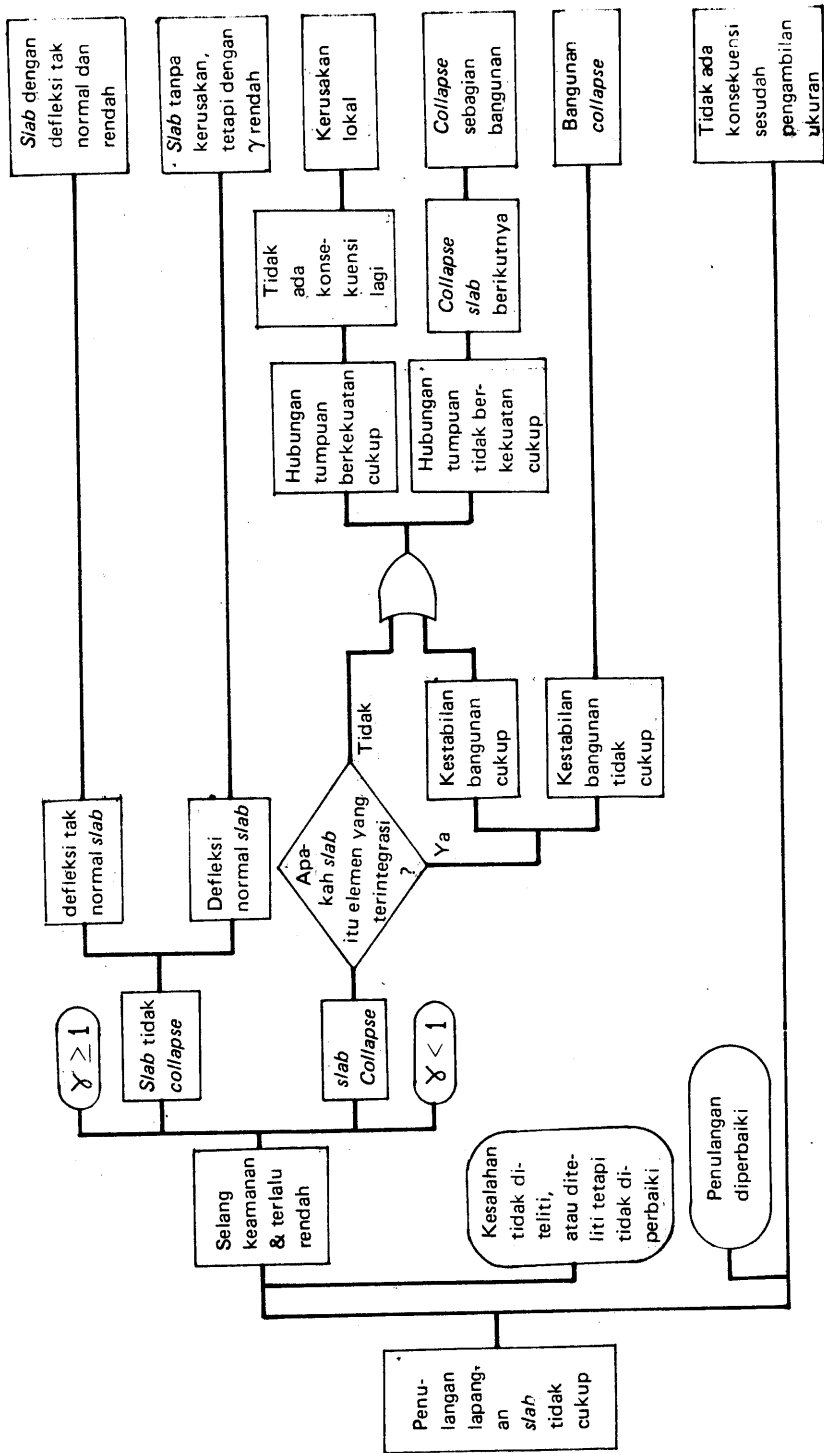 Penu-
langan
lapang-
an slab
tidak
cukup
Selang
keamanan
& terlalu
rendah
Kesalahan
tidak di-
teliti,
atau dite-
liti tetapi
tidak di-
perbaiki
Penulangan
diperbaiki
γ ≥ 1
Slab tidak
collapse
slab
Collapse
γ < 1
defleksi tak
normal slab
Defleksi
normal slab
Apa-
kah slab
itu elemen yang
terintegrasi
?
Tidak
Ya
Kestabilan
bangunan
cukup
Kestabilan
bangunan
tidak
cukup
Hubungan
tumpuan
berkekuatan
cukup
Hubungan
tumpuan
tidak ber-
kekuatan
cukup
Tidak
ada
konse-
kuensi
lagi
Collapse
slab
berikutnya
Slab dengan
defleksi tak
normal dan
rendah
Slab tanpa
kerusakan,
tetapi dengan
γ rendah
Kerusakan
lokal
Collapse
sebagian
bangunan
Bangunan
collapse
Tidak ada
konsekuensi
sesudah
pengambilan
ukuran